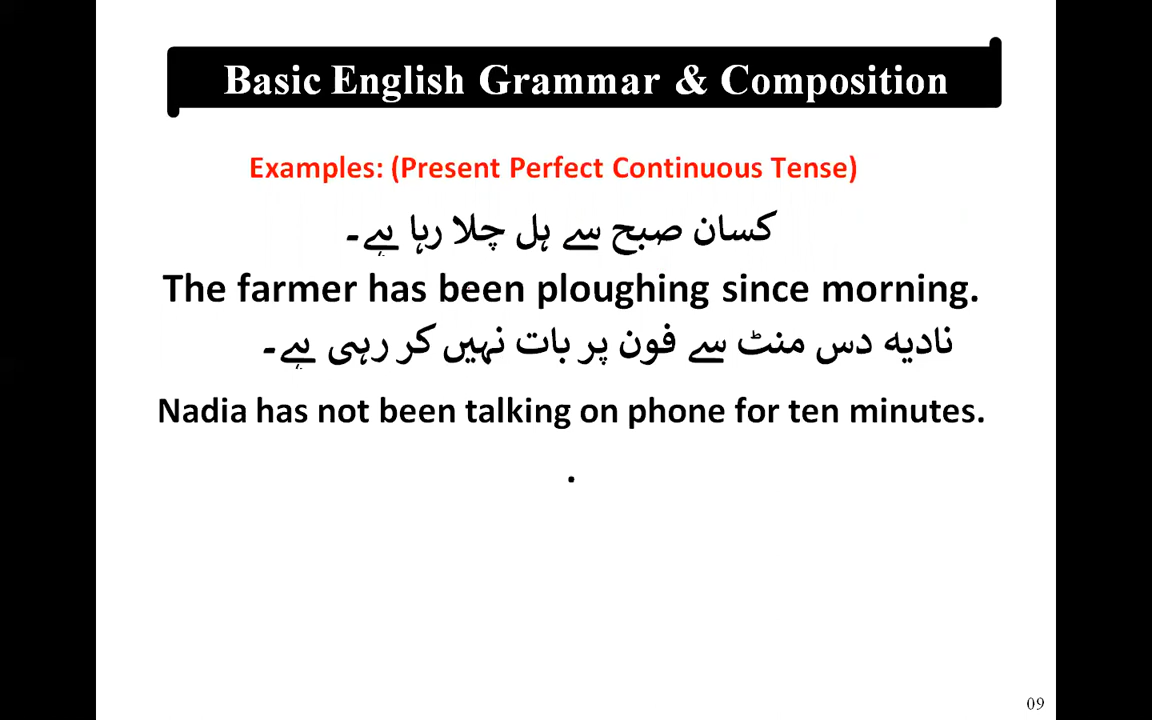 Basic English Grammar & Composition
Examples: (Present Perfect Continuous Tense)
کسان صبح سے ہل چلا رہا ہے۔
The farmer has been ploughing since morning.
نادیہ دس منٹ سے فون پر بات نہیں کر رہی ہے۔
Nadia has not been talking on phone for ten minutes.
.
09